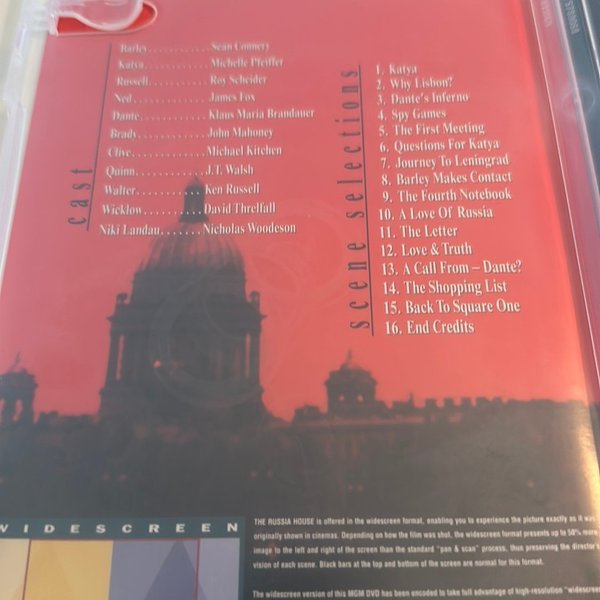 cast
Barley...........Sean Connery
Katya............Michelle Pfeiffer
Russell..........Roy Scheider
Ned..............James Fox
Dante............Klaus Maria Brandauer
Brady............John Mahoney
Clive............Michael Kitchen
Quinn............J.T. Walsh
Walter...........Ken Russell
Wicklow..........David Threlfall
Niki Landau.......Nicholas Woodeson
scene selections
1. Katya
2. Why Lisbon?
3. Dante's Inferno
4. Spy Games
5. The First Meeting
6. Questions For Katya
7. Journey To Leningrad
8. Barley Makes Contact
9. The Fourth Notebook
10. A Love Of Russia
11. The Letter
12. Love & Truth
13. A Call From – Dante?
14. The Shopping List
15. Back To Square One
16. End Credits
WIDESCREEN
THE RUSSIA HOUSE is offered in the widescreen format, enabling you to experience the picture exactly as it was
originally shown in cinemas. Depending on how the film was shot, the widescreen format presents up to 50% more
image to the left and right of the screen than the standard "pan & scan" process, thus preserving the director's
vision of each scene. Black bars at the top and bottom of the screen are normal for this format.
The widescreen version of this MGM DVD has been encoded to take full advantage of high-resolution "widescreen